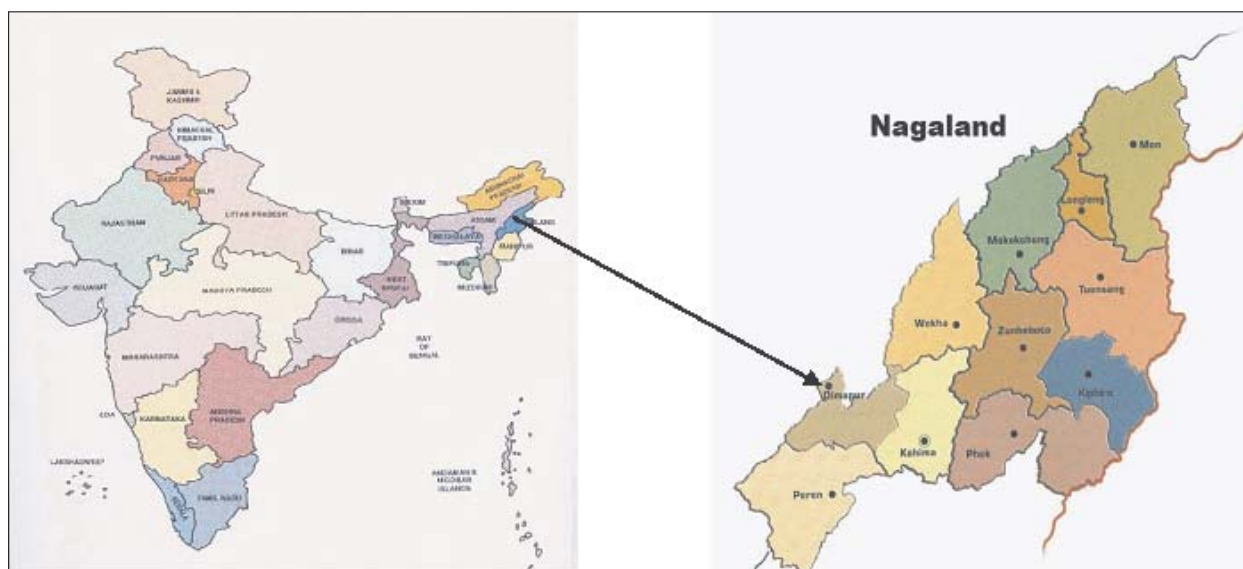 JAMMU &
KASHMIR
HIMACHAL
PRADESH
PUNJAB
HARYANA
DELHI
RAJASTHAN
UTTAR PRADESH
SIKKIM
ARUNACHAL
PRADESH
ASSAM
MEGHALAYA
MANIPUR
TRIPURA
MIZORAM
BIHAR
WEST
BENGAL
GUJARAT
MADHYA PRADESH
ORISSA
MAHARASHTRA
BAY
OF
BENGAL
GOA
KARNATAKA
ANDHRA
PRADESH
LAKSHADWEEP
TAMIL NADU
KERALA
ANDAMAN &
NICOBAR
ISLANDS
Nagaland
Mon
Longleng
Mokokchung
Tuensang
Wokha
Zunheboto
Dimapur
Kiphire
Kohima
Phek
Peren